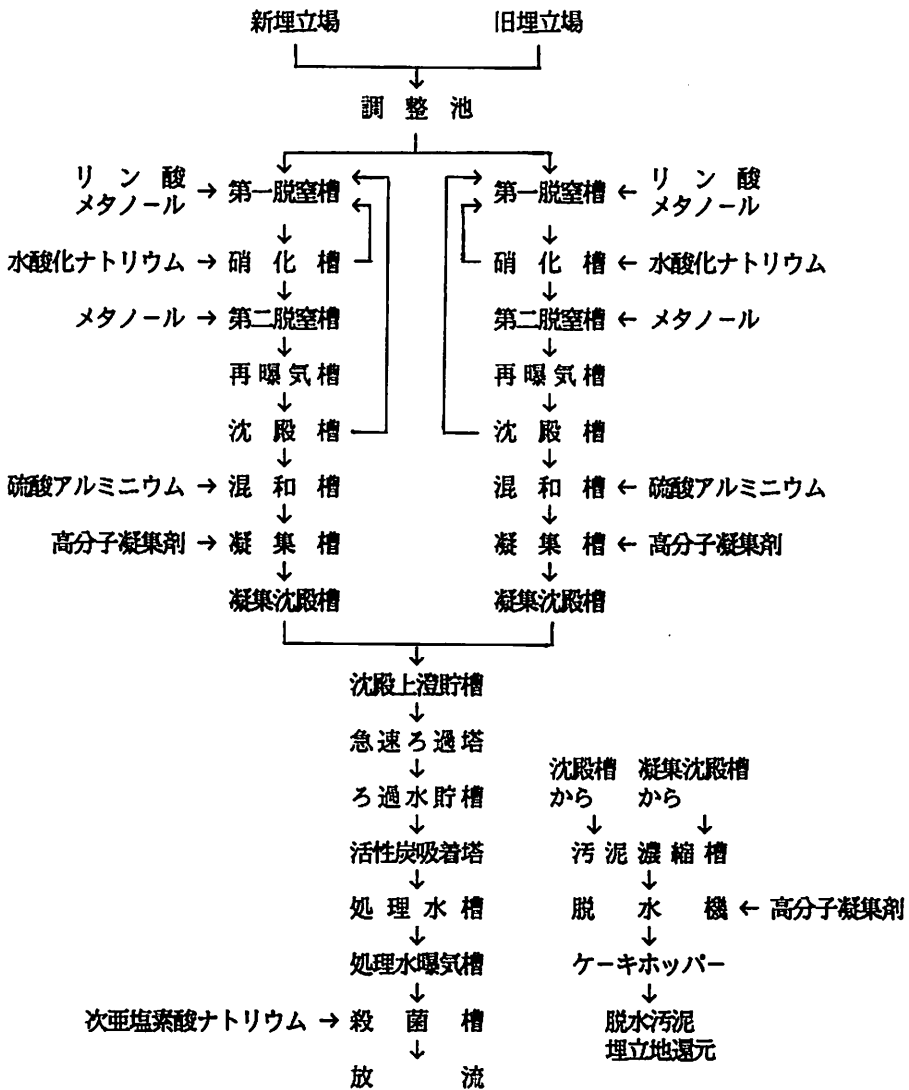 新埋立場 旧埋立場
調整池
リン酸 メタノール → 第一脱窒槽 第一脱窒槽 ← リン酸 メタノール
水酸化ナトリウム → 硝化槽 硝化槽 ← 水酸化ナトリウム
メタノール → 第二脱窒槽 第二脱窒槽 ← メタノール
再曝気槽 再曝気槽
沈殿槽 沈殿槽
硫酸アルミニウム → 混和槽 混和槽 ← 硫酸アルミニウム
高分子凝集剤 → 凝集槽 凝集槽 ← 高分子凝集剤
凝集沈殿槽 凝集沈殿槽
沈殿上澄貯槽
急速ろ過塔
ろ過水貯槽
活性炭吸着塔
処理水槽
処理水曝気槽
次亜塩素酸ナトリウム → 殺菌槽
放流
沈殿槽 凝集沈殿槽
から から
汚泥濃縮槽
脱水機 ← 高分子凝集剤
ケーキホッパー
脱水汚泥
埋立地還元